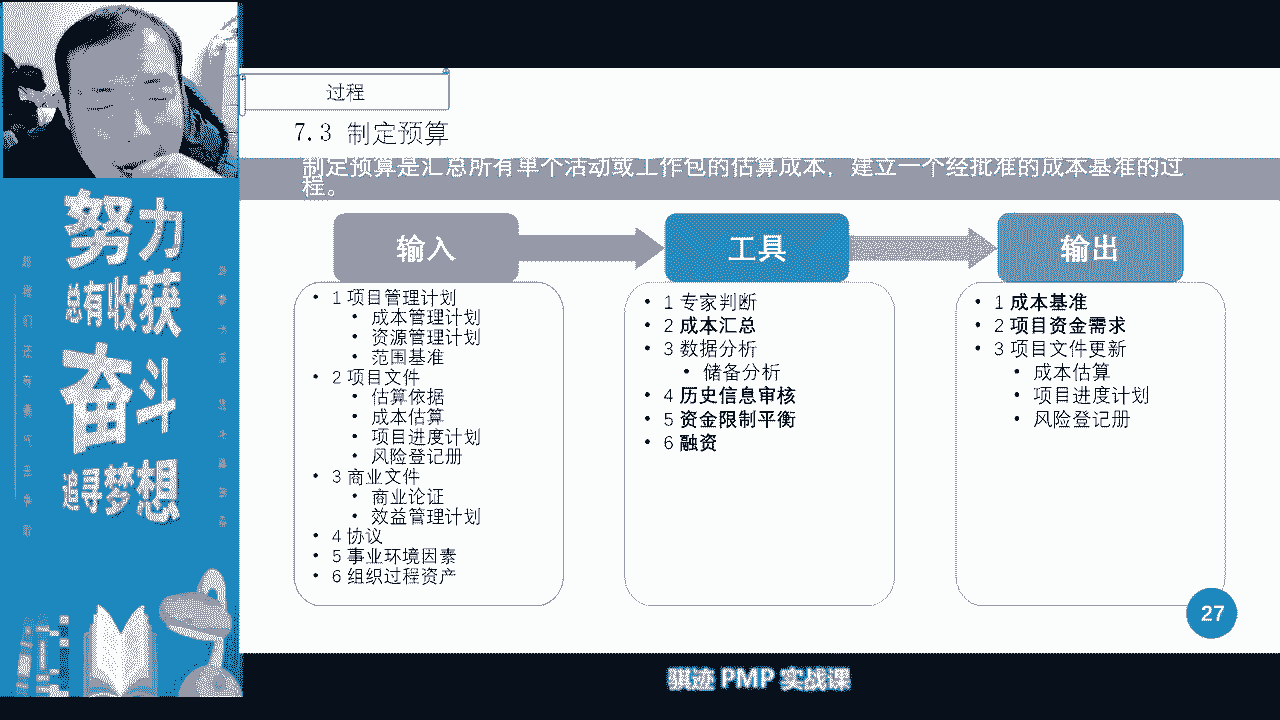 过程
7.3 制定预算
制定预算是汇总所有单个活动或工作包的估算成本，建立一个经批准的成本基准的过
程。
输入
• 1 项目管理计划
• 成本管理计划
• 资源管理计划
• 范围基准
• 2 项目文件
• 估算依据
• 成本估算
• 项目进度计划
• 风险登记册
• 3 商业文件
• 商业论证
• 效益管理计划
• 4 协议
• 5 事业环境因素
• 6 组织过程资产
工具
• 1 专家判断
• 2 成本汇总
• 3 数据分析
• 储备分析
• 4 历史信息审核
• 5 资金限制平衡
• 6 融资
输出
• 1 成本基准
• 2 项目资金需求
• 3 项目文件更新
• 成本估算
• 项目进度计划
• 风险登记册
27
努力
总有收获
奋斗
追寻梦想
骐迹 PMP 实战课